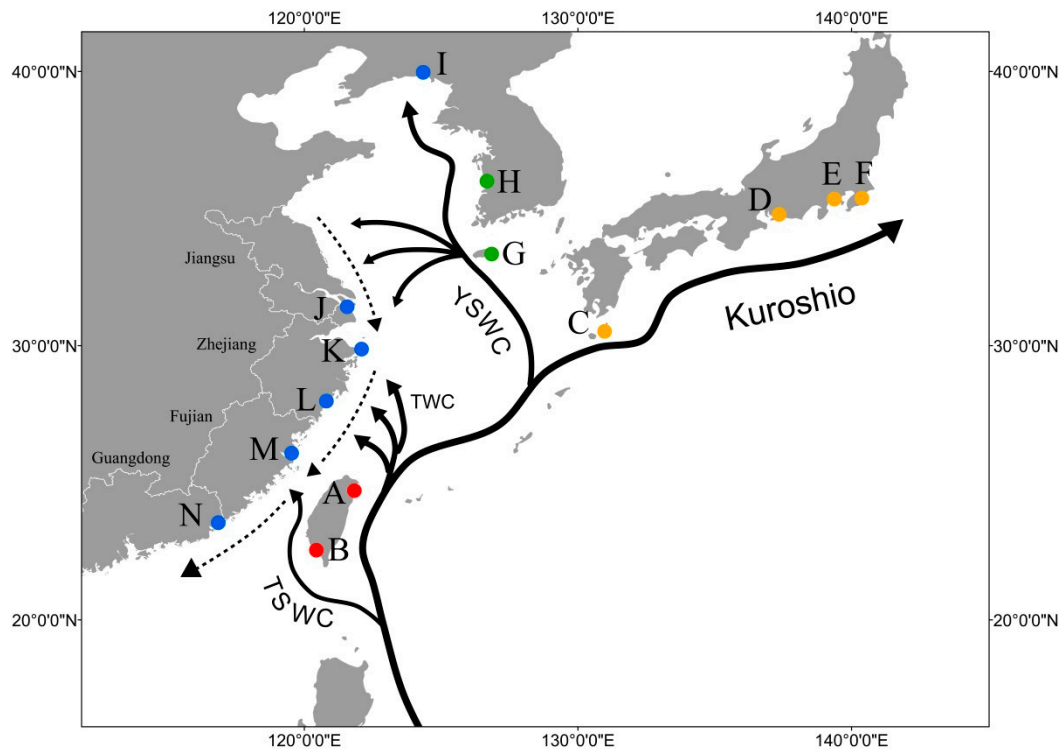 120°0'0"E
130°0'0"E
140°0'0"E
40°0'0"N
40°0'0"N
I
H
E
F
D
G
Jiangsu
J
YSWC
Kuroshio
C
Zhejiang
K
30°0'0"N
30°0'0"N
L
TWC
Fujian
M
Guangdong
A
N
B
TSWC
20°0'0"N
20°0'0"N
120°0'0"E
130°0'0"E
140°0'0"E